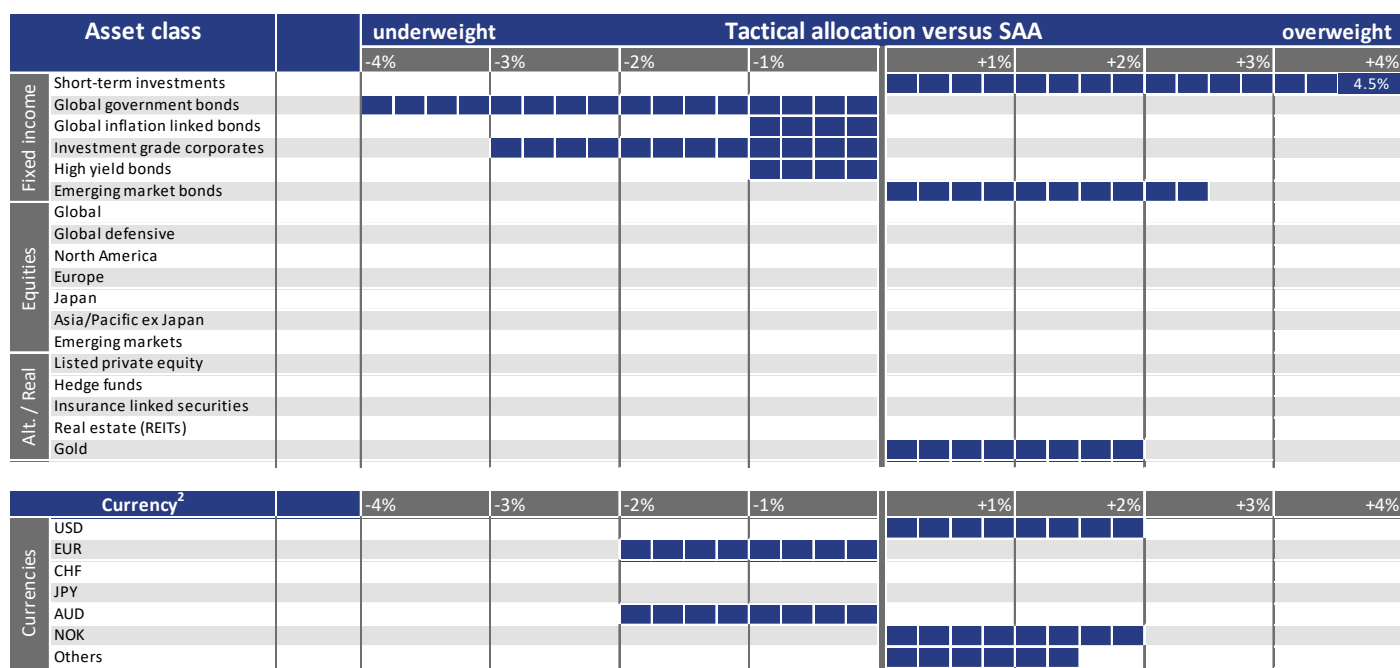 Asset class underweight Tactical allocation versus SAA overweight
-4% -3% -2% -1% +1% +2% +3% +4%
Fixed income
Short-term investments 4.5%
Global government bonds
Global inflation linked bonds
Investment grade corporates
High yield bonds
Emerging market bonds
Equities
Global
Global defensive
North America
Europe
Japan
Asia/Pacific ex Japan
Emerging markets
Alt. / Real
Listed private equity
Hedge funds
Insurance linked securities
Real estate (REITs)
Gold
Currency² -4% -3% -2% -1% +1% +2% +3% +4%
Currencies
USD
EUR
CHF
JPY
AUD
NOK
Others